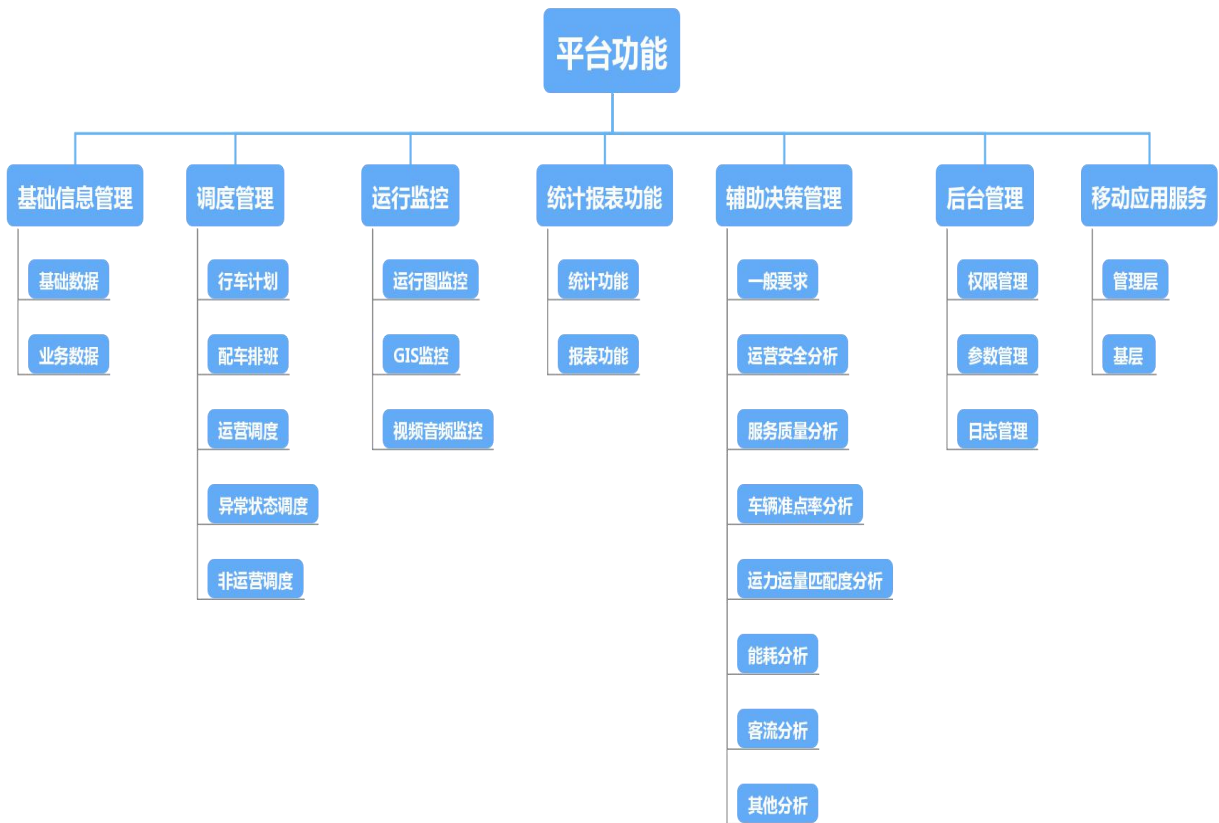 平台功能
基础信息管理
调度管理
运行监控
统计报表功能
辅助决策管理
后台管理
移动应用服务
基础数据
行车计划
运行图监控
统计功能
一般要求
权限管理
管理层
业务数据
配车排班
GIS监控
报表功能
运营安全分析
参数管理
基层
运营调度
视频音频监控
服务质量分析
日志管理
异常状态调度
车辆准点率分析
非运营调度
运力运量匹配度分析
能耗分析
客流分析
其他分析